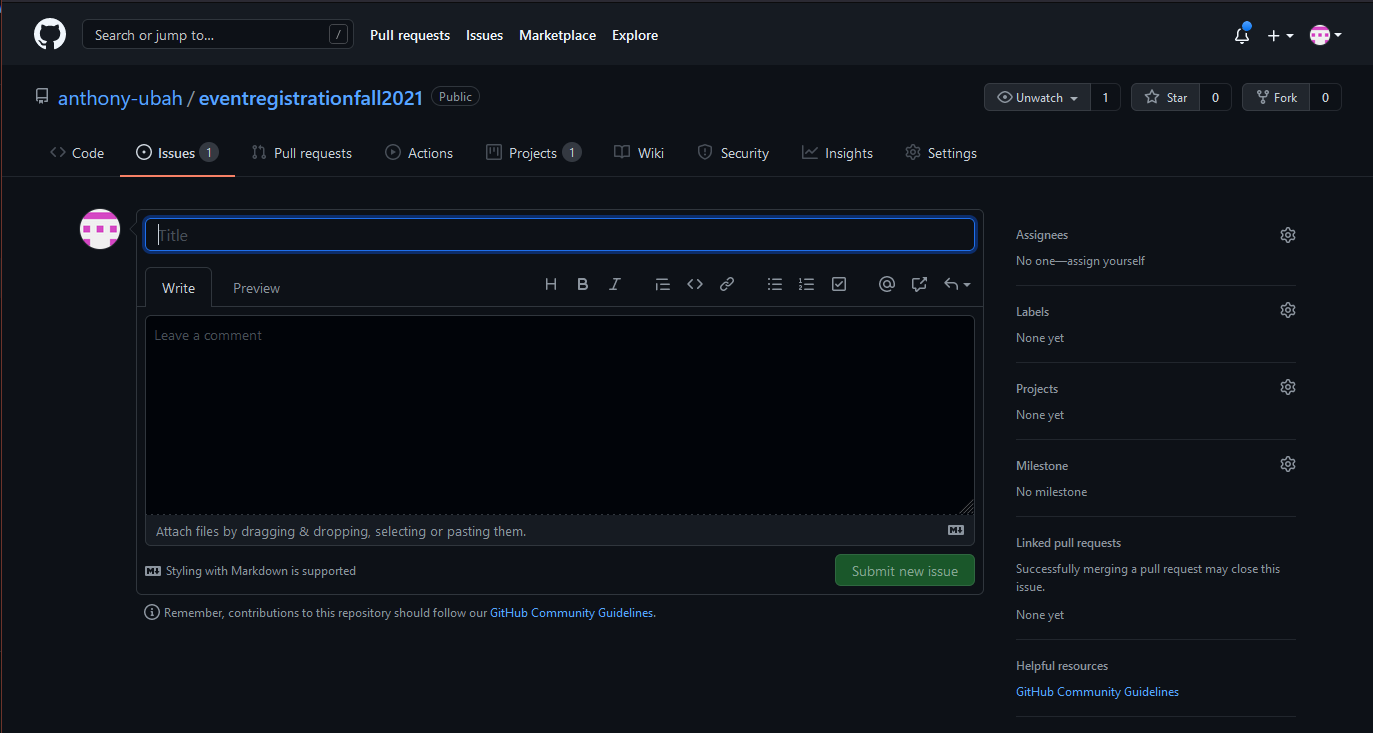 Search or jump to... / Pull requests Issues Marketplace Explore
anthony-ubah / eventregistrationfall2021 Public Unwatch 1 Star 0 Fork 0
Code Issues 1 Pull requests Actions Projects 1 Wiki Security Insights Settings
Title
Write Preview H B I @
Leave a comment
Attach files by dragging & dropping, selecting or pasting them.
Styling with Markdown is supported Submit new issue
Remember, contributions to this repository should follow our GitHub Community Guidelines.
Assignees
No one—assign yourself
Labels
None yet
Projects
None yet
Milestone
No milestone
Linked pull requests
Successfully merging a pull request may close this
issue.
None yet
Helpful resources
GitHub Community Guidelines